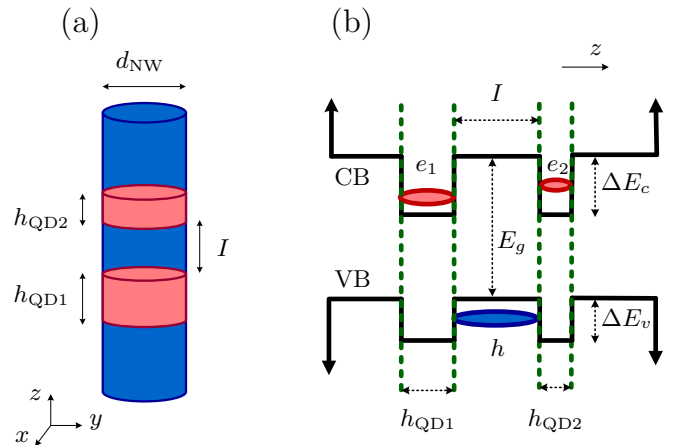 (a)
d_NW
h_QD2
I
h_QD1
z
y
x
(b)
z
I
e_1
e_2
CB
ΔE_c
E_g
VB
ΔE_v
h
h_QD1
h_QD2